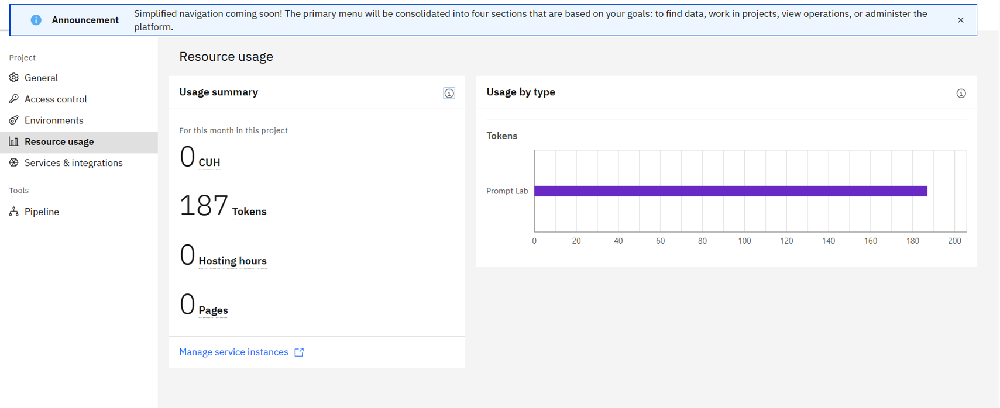 Announcement
Simplified navigation coming soon! The primary menu will be consolidated into four sections that are based on your goals: to find data, work in projects, view operations, or administer the
platform.
Project
General
Access control
Environments
Resource usage
Services & integrations
Tools
Pipeline
Resource usage
Usage summary
For this month in this project
0 CUH
187 Tokens
0 Hosting hours
0 Pages
Manage service instances
Usage by type
Tokens
Prompt Lab
0 20 40 60 80 100 120 140 160 180 200